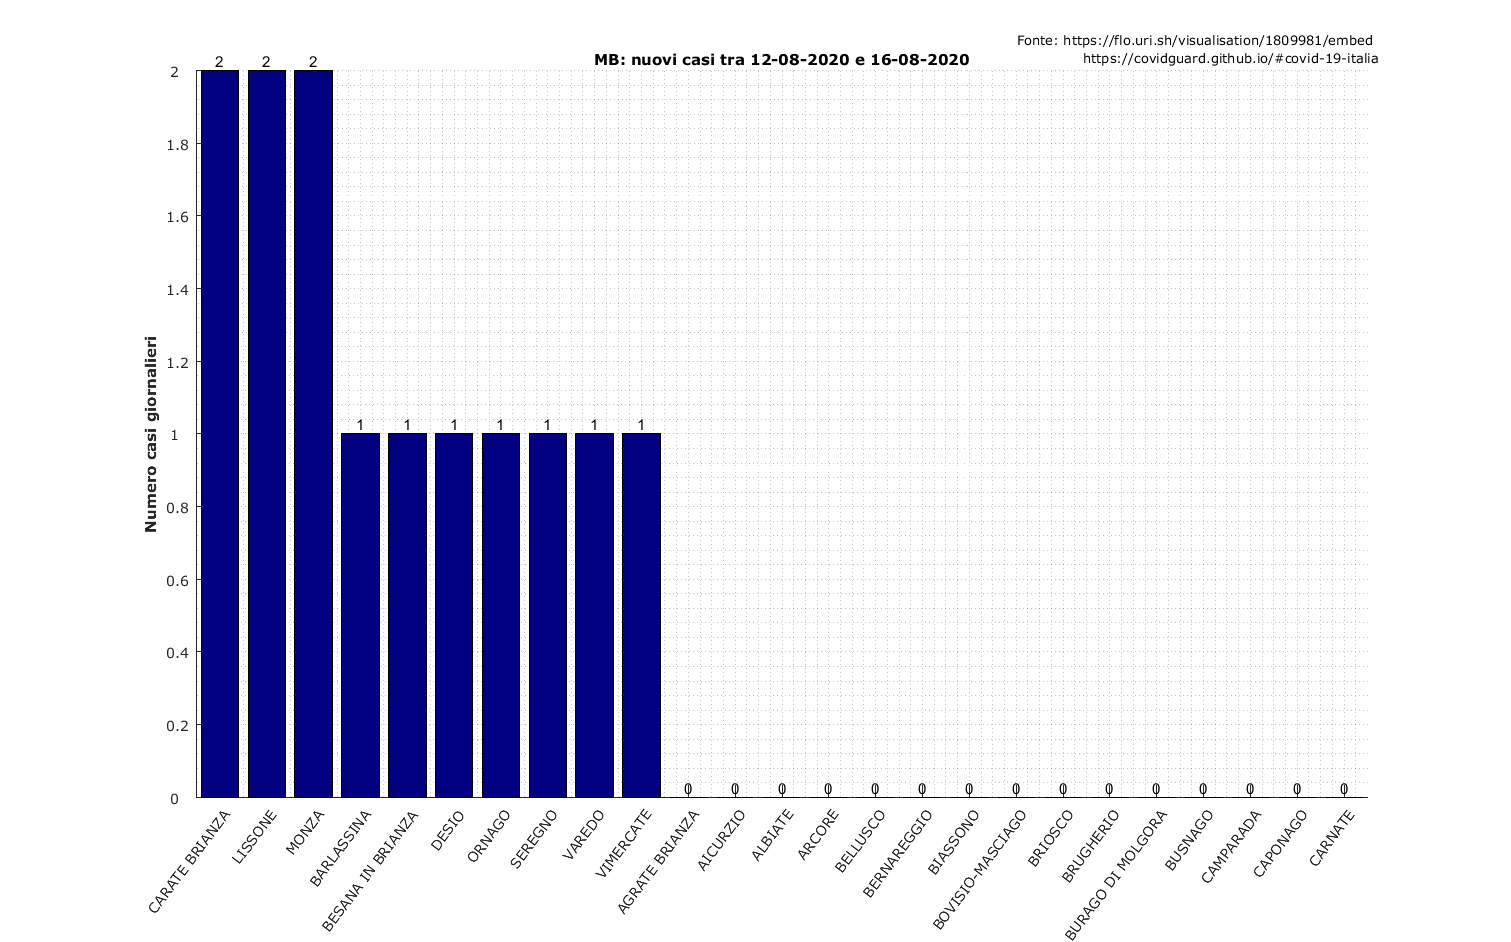 Fonte: https://flo.uri.sh/visualisation/1809981/embed
https://covidguard.github.io/#covid-19-italia
MB: nuovi casi tra 12-08-2020 e 16-08-2020
Numero casi giornalieri
2
1.8
1.6
1.4
1.2
1
0.8
0.6
0.4
0.2
0
2 2 2 1 1 1 1 1 1 1 0 0 0 0 0 0 0 0 0 0 0 0 0 0 0
CARATE BRIANZA
LISSONE
MONZA
BARLASSINA
BESANA IN BRIANZA
DESIO
ORNAGO
SEREGNO
VAREDO
VIMERCATE
AGRATE BRIANZA
AICURZIO
ALBIATE
ARCORE
BELLUSCO
BERNAREGGIO
BIASSONO
BOVISIO-MASCIAGO
BRIOSCO
BRUGHERIO
BURAGO DI MOLGORA
BUSNAGO
CAMPARADA
CAPONAGO
CARNATE